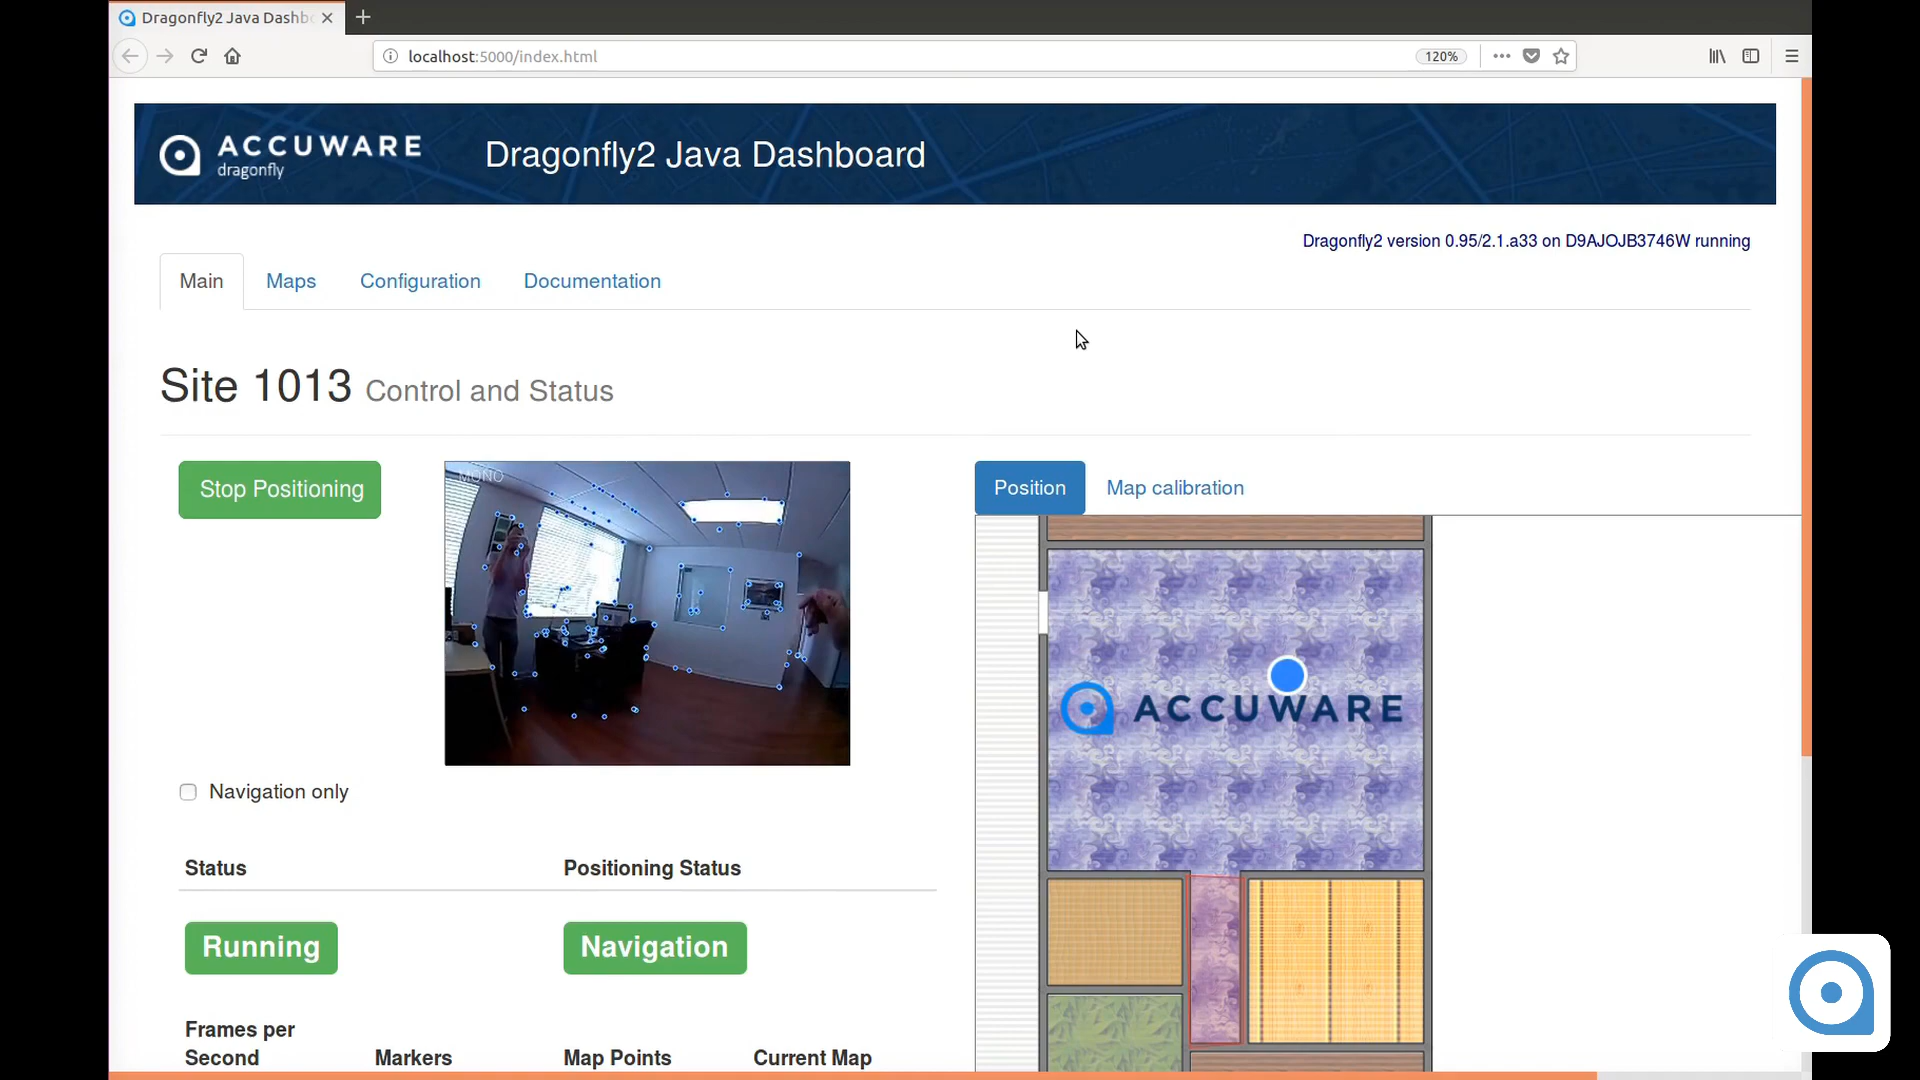 Dragonfly2 Java Dashb
localhost:5000/index.html
120%
ACCUWARE
dragonfly
Dragonfly2 Java Dashboard
Dragonfly2 version 0.95/2.1.a33 on D9AJOJB3746W running
Main
Maps
Configuration
Documentation
Site 1013 Control and Status
Stop Positioning
MONO
Position
Map calibration
ACCUWARE
Navigation only
Status
Positioning Status
Running
Navigation
Frames per
Second
Markers
Map Points
Current Map